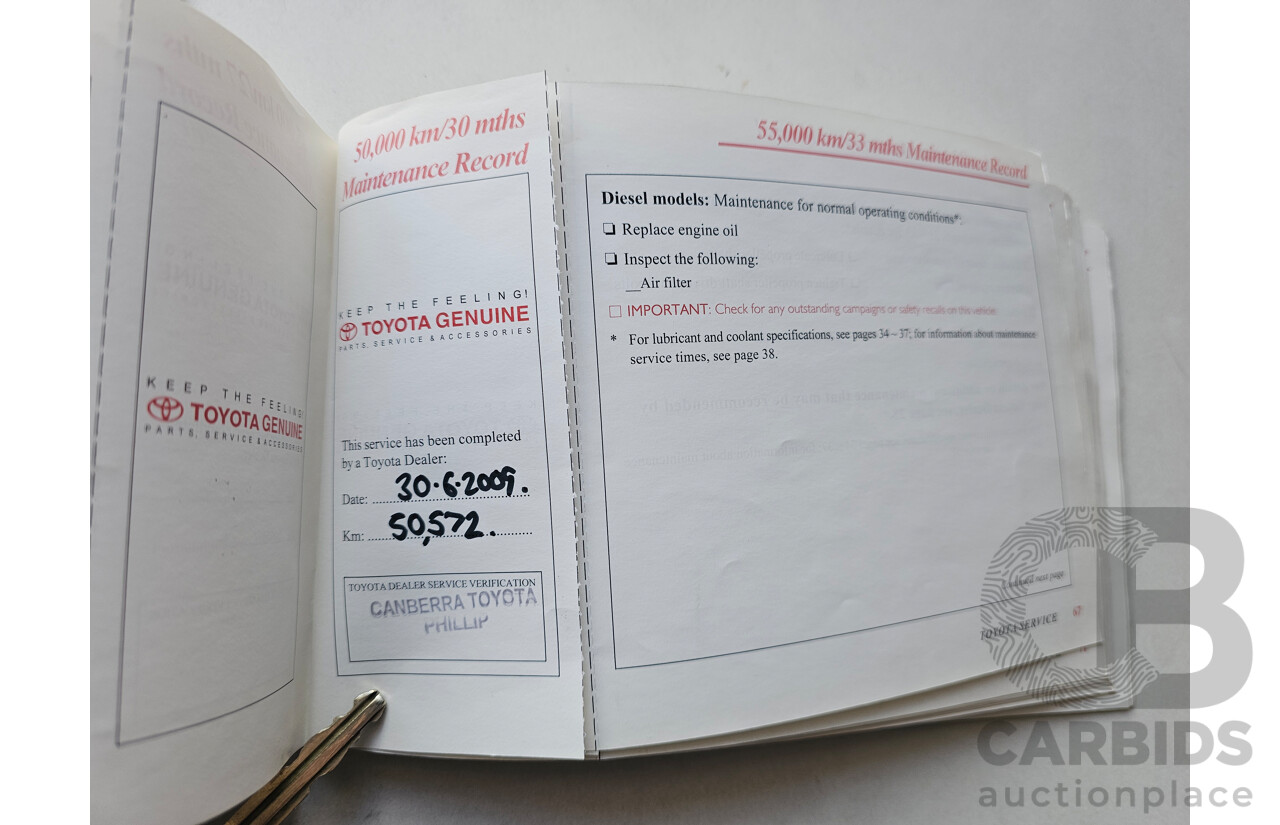 KEEP THE FEELING!
TOYOTA GENUINE
PARTS, SERVICE & ACCESSORIES
50,000 km/30 mths
Maintenance Record
KEEP THE FEELING!
TOYOTA GENUINE
PARTS, SERVICE & ACCESSORIES
This service has been completed
by a Toyota Dealer:
Date: 30·6·2009.
Km: 50,572.
TOYOTA DEALER SERVICE VERIFICATION
CANBERRA TOYOTA
PHILLIP
55,000 km/33 mths Maintenance Record
Diesel models: Maintenance for normal operating conditions*:
Replace engine oil
Inspect the following:
__Air filter
IMPORTANT: Check for any outstanding campaigns or safety recalls on this vehicle.
* For lubricant and coolant specifications, see pages 34–37; for information about maintenance
service times, see page 38.
next page
TOYOTA SERVICE 67
CARBIDS
auctionplace